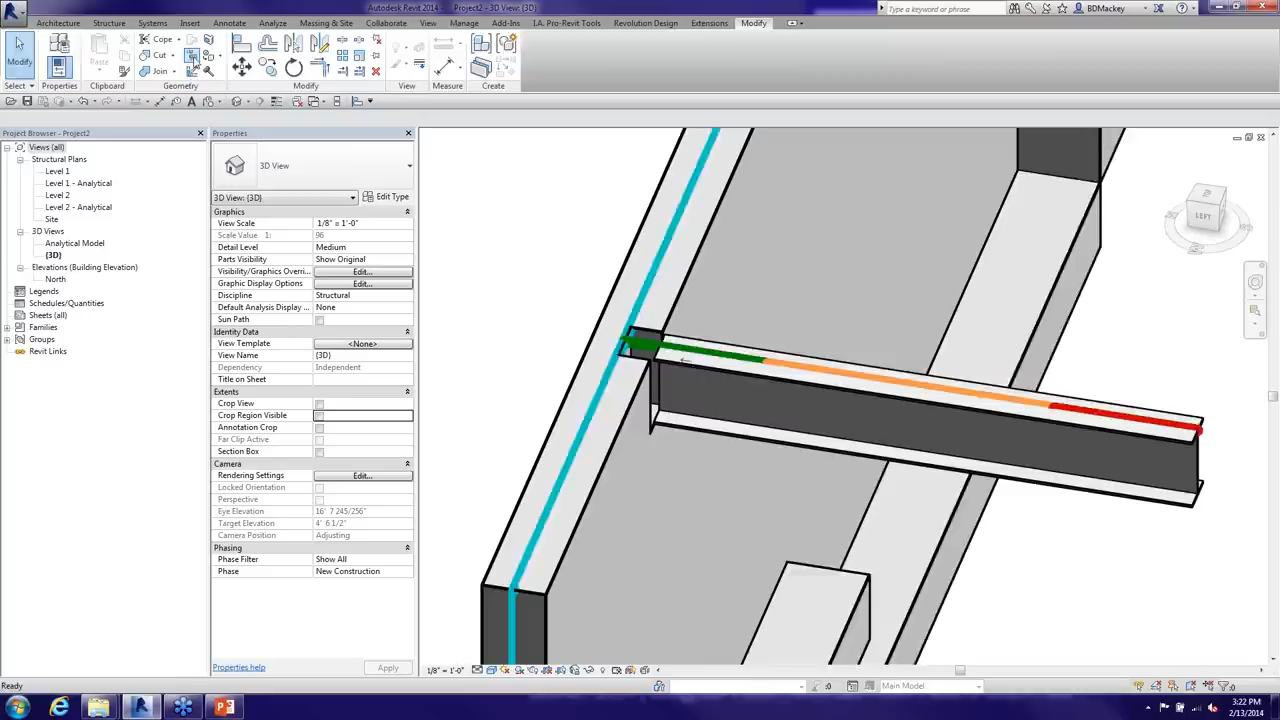 Autodesk Revit 2014 - Project2 - 3D View: {3D}
Type a keyword or phrase
BDMackey
Architecture Structure Systems Insert Annotate Analyze Massing & Site Collaborate View Manage Add-Ins I.A. Pro-Revit Tools Revolution Design Extensions Modify
Modify
Paste
Cope
Cut
Join
Select Properties Clipboard Geometry Modify View Measure Create
Project Browser - Project2
Views (all)
Structural Plans
Level 1
Level 1 - Analytical
Level 2
Level 2 - Analytical
Site
3D Views
Analytical Model
{3D}
Elevations (Building Elevation)
North
Legends
Schedules/Quantities
Sheets (all)
Families
Groups
Revit Links
Properties
3D View
3D View: {3D} Edit Type
Graphics
View Scale 1/8" = 1'-0"
Scale Value 1: 96
Detail Level Medium
Parts Visibility Show Original
Visibility/Graphics Overri... Edit...
Graphic Display Options Edit...
Discipline Structural
Default Analysis Display ... None
Sun Path
Identity Data
View Template <None>
View Name {3D}
Dependency Independent
Title on Sheet
Extents
Crop View
Crop Region Visible
Annotation Crop
Far Clip Active
Section Box
Camera
Rendering Settings Edit...
Locked Orientation
Perspective
Eye Elevation 16' 7 245/256"
Target Elevation 4' 6 1/2"
Camera Position Adjusting
Phasing
Phase Filter Show All
Phase New Construction
Properties help Apply
LEFT
1/8" = 1'-0"
Ready
:0
Main Model
:0
3:22 PM
2/13/2014